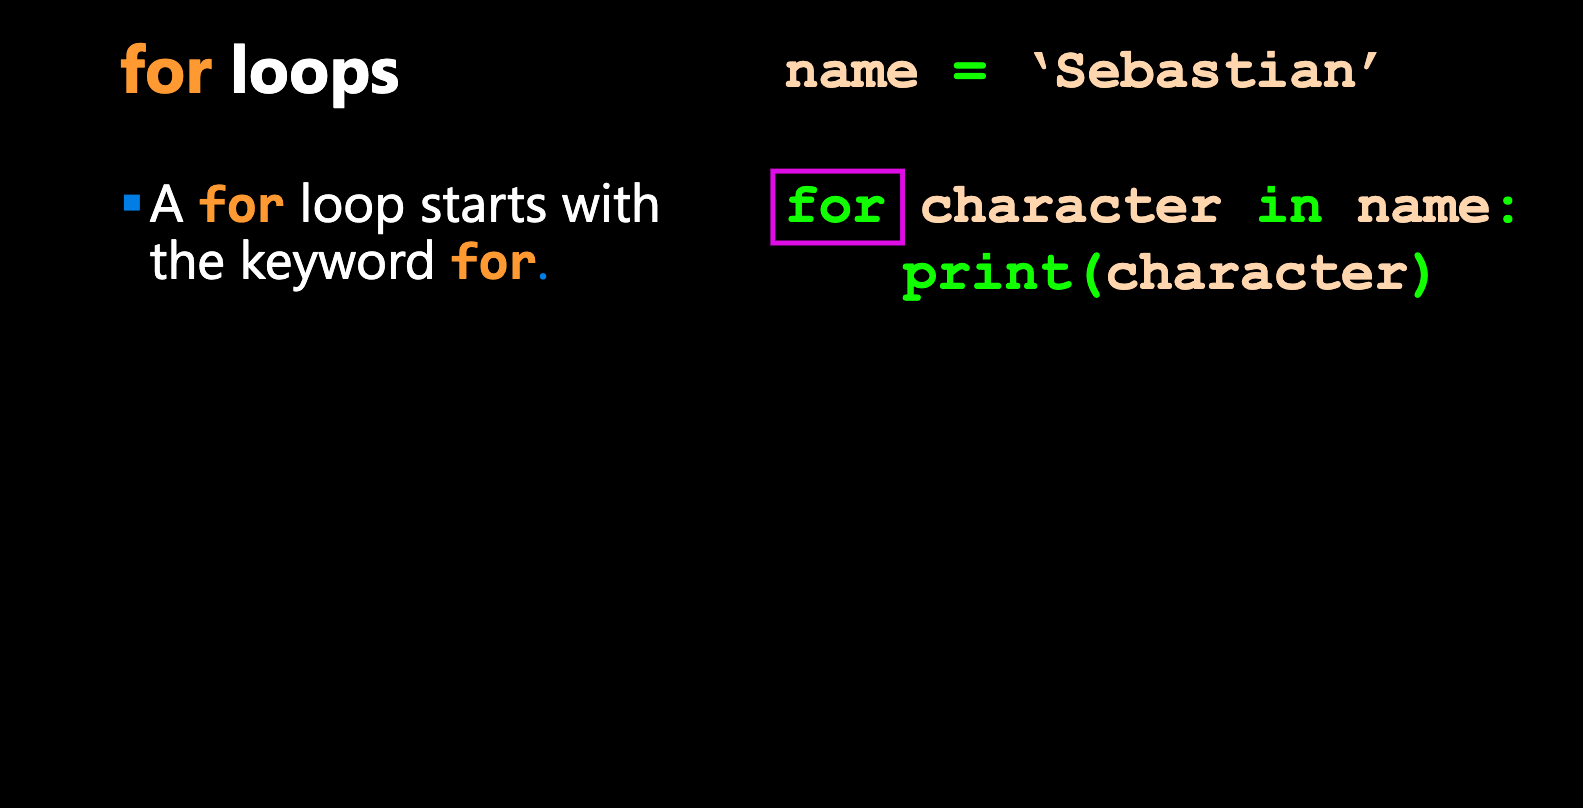 for loops
▪A for loop starts with
the keyword for.
name = ‘Sebastian’
for character in name:
print(character)